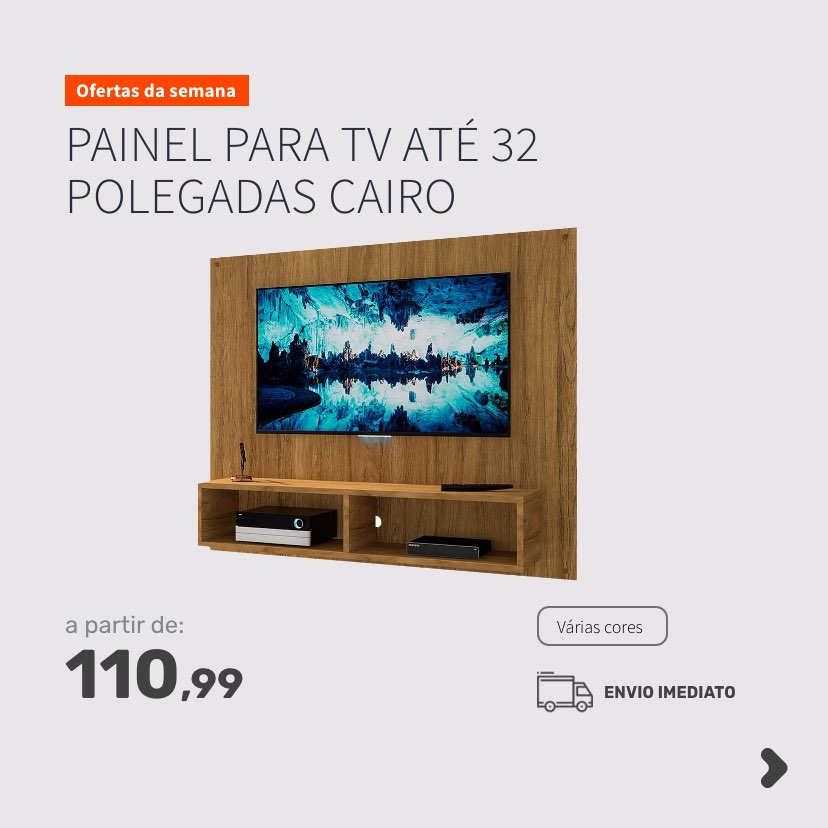 Ofertas da semana
PAINEL PARA TV ATÉ 32
POLEGADAS CAIRO
a partir de:
110,99
Várias cores
ENVIO IMEDIATO